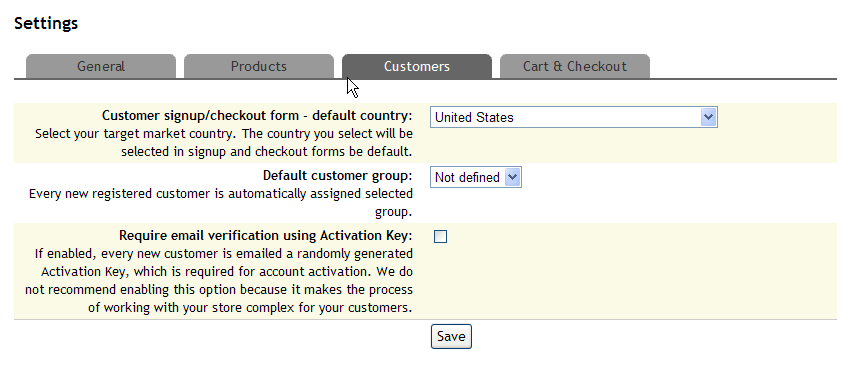 Settings
General
Products
Customers
Cart & Checkout
Customer signup/checkout form - default country:
Select your target market country. The country you select will be
selected in signup and checkout forms be default.
United States
Default customer group:
Every new registered customer is automatically assigned selected
group.
Not defined
Require email verification using Activation Key:
If enabled, every new customer is emailed a randomly generated
Activation Key, which is required for account activation. We do
not recommend enabling this option because it makes the process
of working with your store complex for your customers.
Save